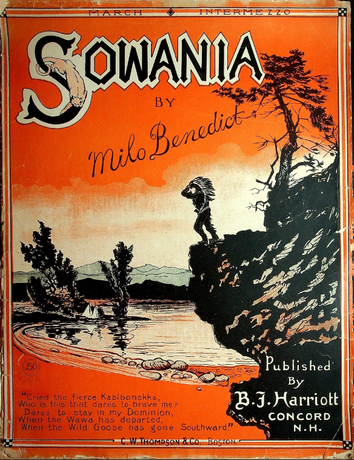 MARCH INTERMEZZO
SOWANIA
BY
Milo Benedict
Published
By
B.J. Harriott
CONCORD
N.H.
50
"Cried the fierce Kabibonokka,
Who is this that dares to brave me?
Dares to stay in my Dominion,
When the Wawa has departed,
When the Wild Goose has gone Southward"
C.W. THOMPSON & CO. BOSTON